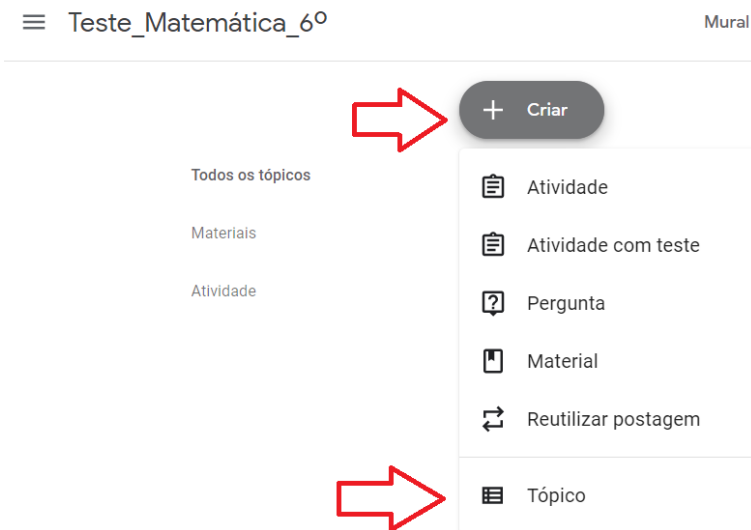 Teste_Matemática_6º
Mural
Criar
Todos os tópicos
Materiais
Atividade
Atividade
Atividade com teste
Pergunta
Material
Reutilizar postagem
Tópico